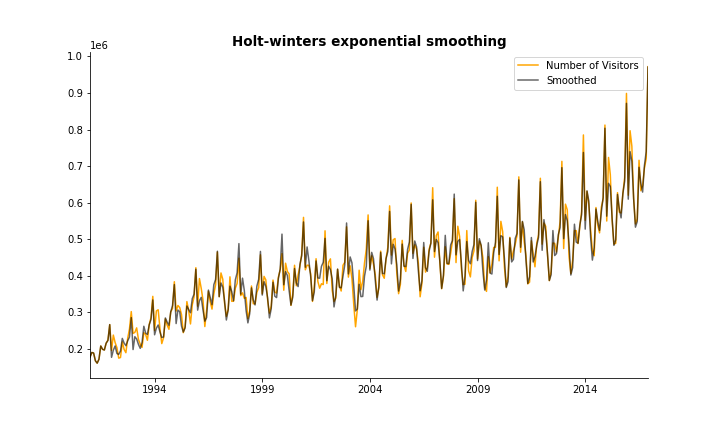 Holt-winters exponential smoothing
1e6
1.0
0.9
0.8
0.7
0.6
0.5
0.4
0.3
0.2
Number of Visitors
Smoothed
1994 1999 2004 2009 2014